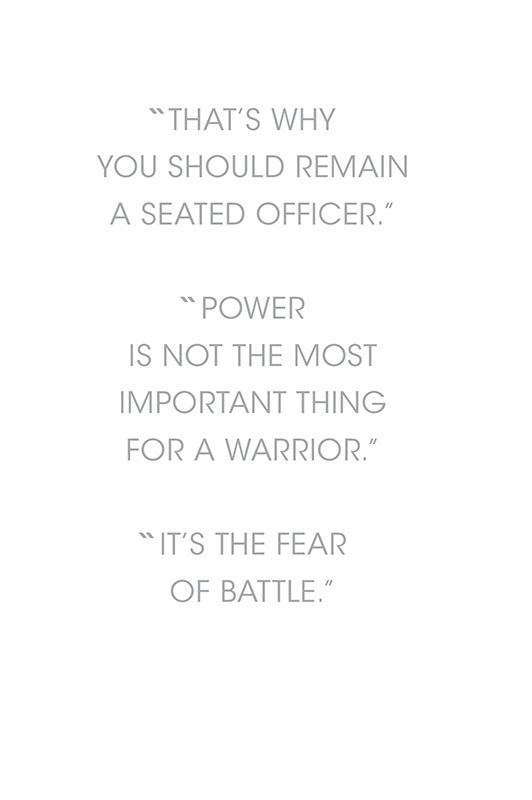 “THAT’S WHY
YOU SHOULD REMAIN
A SEATED OFFICER.”
“POWER
IS NOT THE MOST
IMPORTANT THING
FOR A WARRIOR.”
“IT’S THE FEAR
OF BATTLE.”